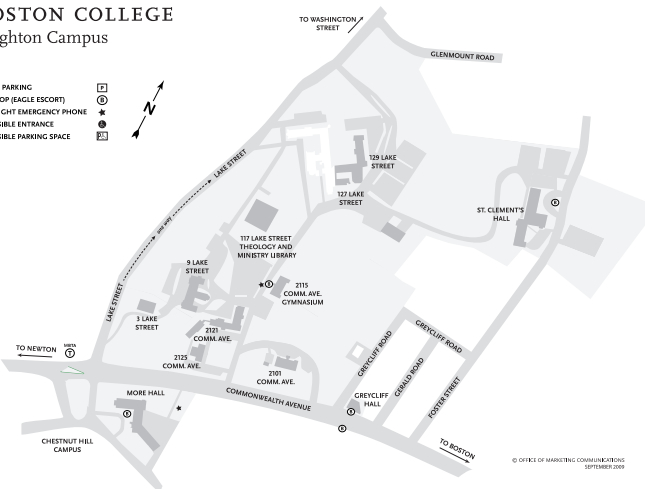 OSTON COLLEGE
ghton Campus
PARKING
P
OP (EAGLE ESCORT)
B
GHT EMERGENCY PHONE
SIBLE ENTRANCE
SIBLE PARKING SPACE
N
TO WASHINGTON
STREET
GLENMOUNT ROAD
LAKE STREET
one way
LAKE STREET
129 LAKE
STREET
127 LAKE
STREET
ST. CLEMENT'S
HALL
B
117 LAKE STREET
THEOLOGY AND
MINISTRY LIBRARY
9 LAKE
STREET
B
2115
COMM. AVE.
GYMNASIUM
3 LAKE
STREET
2121
COMM. AVE.
2125
COMM. AVE.
2101
COMM. AVE.
GREYCLIFF ROAD
GREYCLIFF ROAD
GERALD ROAD
FOSTER STREET
TO NEWTON
MBTA
T
MORE HALL
B
COMMONWEALTH AVENUE
GREYCLIFF
HALL
B
B
CHESTNUT HILL
CAMPUS
TO BOSTON
© OFFICE OF MARKETING COMMUNICATIONS
SEPTEMBER 2009